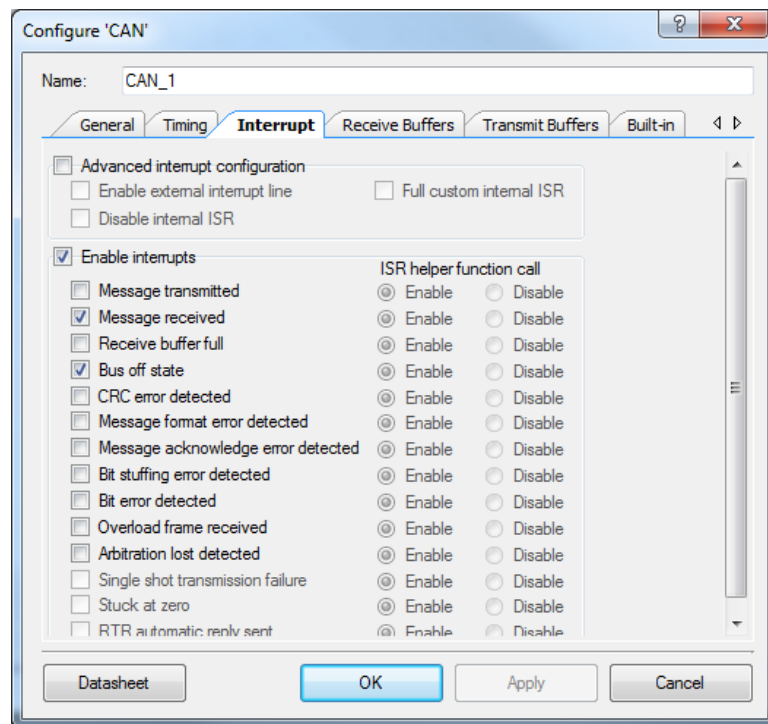 Configure 'CAN'
Name: CAN_1
General Timing Interrupt Receive Buffers Transmit Buffers Built-in
Advanced interrupt configuration
Enable external interrupt line Full custom internal ISR
Disable internal ISR
Enable interrupts
ISR helper function call
Message transmitted Enable Disable
Message received Enable Disable
Receive buffer full Enable Disable
Bus off state Enable Disable
CRC error detected Enable Disable
Message format error detected Enable Disable
Message acknowledge error detected Enable Disable
Bit stuffing error detected Enable Disable
Bit error detected Enable Disable
Overload frame received Enable Disable
Arbitration lost detected Enable Disable
Single shot transmission failure Enable Disable
Stuck at zero Enable Disable
RTR automatic reply sent Enable Disable
Datasheet OK Apply Cancel